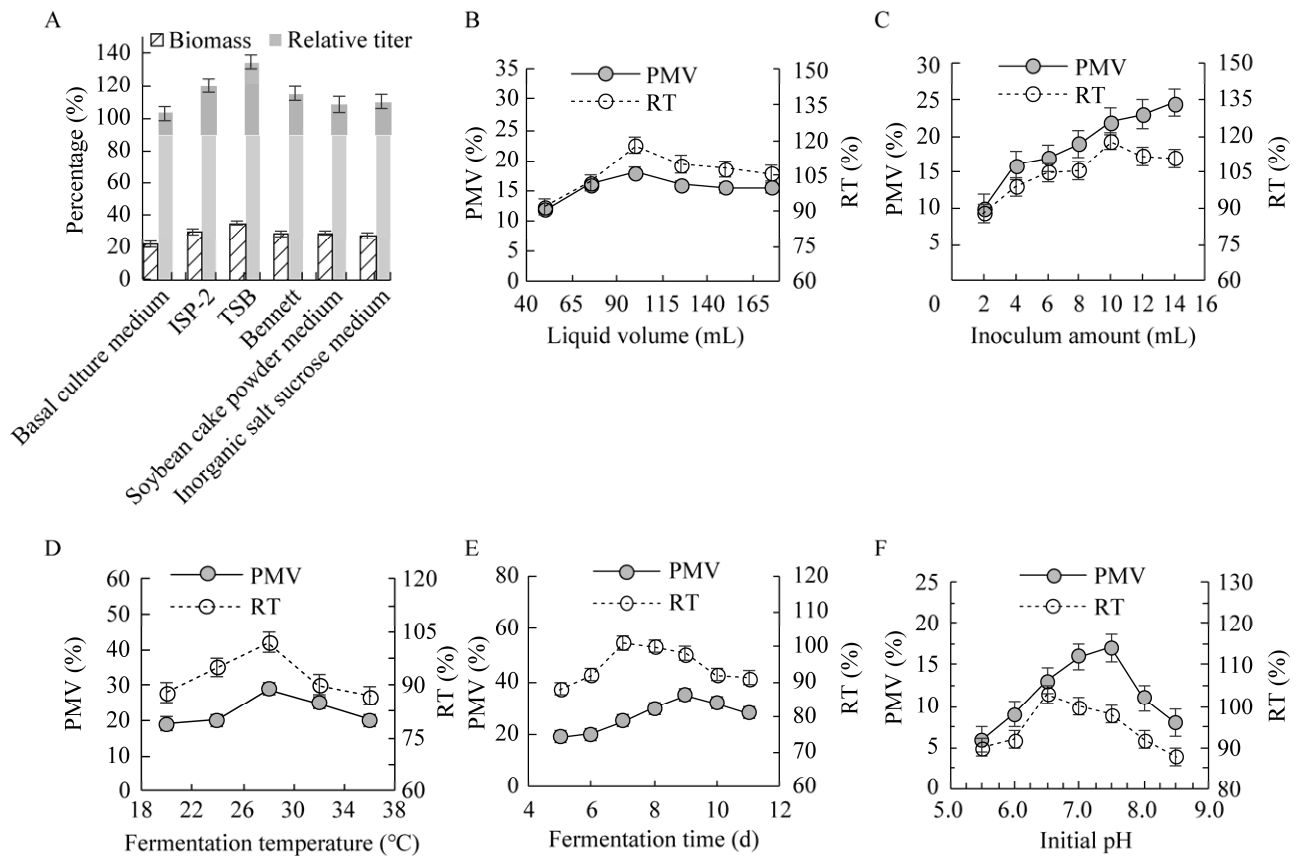 A
Biomass Relative titer
Percentage (%)
140
120
100
80
60
40
20
0
Basal culture medium
ISP-2
TSB
Bennett
Soybean cake powder medium
Inorganic salt sucrose medium
B
PMV
RT
PMV (%)
35
30
25
20
15
10
5
0
RT (%)
150
135
120
105
90
75
60
40 65 90 115 140 165
Liquid volume (mL)
C
PMV
RT
PMV (%)
30
25
20
15
10
5
0
RT (%)
150
135
120
105
90
75
60
2 4 6 8 10 12 14 16
Inoculum amount (mL)
D
PMV
RT
PMV (%)
60
50
40
30
20
10
0
RT (%)
120
105
90
75
60
18 22 26 30 34 38
Fermentation temperature (℃)
E
PMV
RT
PMV (%)
80
60
40
20
0
RT (%)
120
110
100
90
80
70
60
4 6 8 10 12
Fermentation time (d)
F
PMV
RT
PMV (%)
25
20
15
10
5
0
RT (%)
130
120
110
100
90
80
5.0 6.0 7.0 8.0 9.0
Initial pH